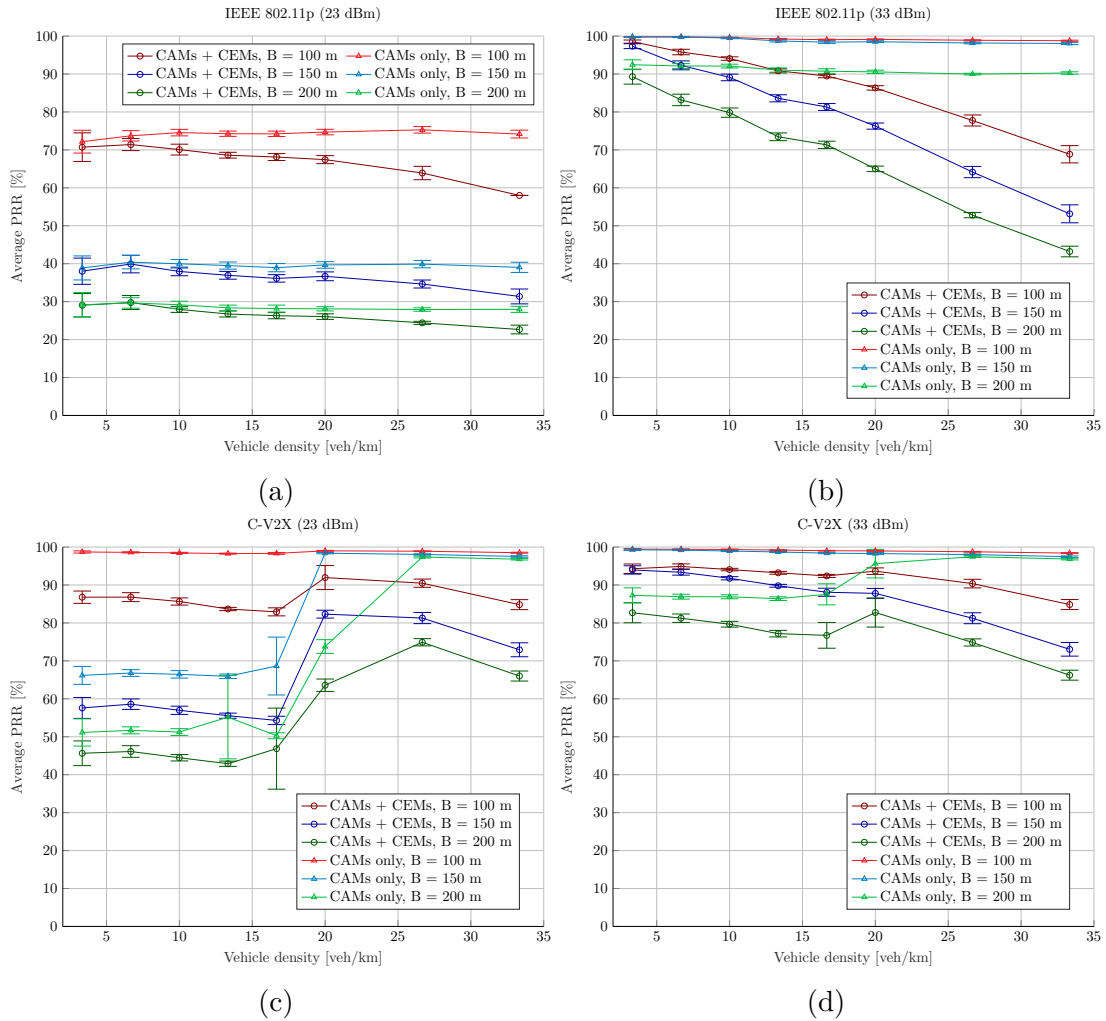 IEEE 802.11p (23 dBm)
100
90
80
70
60
50
40
30
20
10
0
5
10
15
20
25
30
35
Average PRR [%]
Vehicle density [veh/km]
CAMs + CEMs, B = 100 m
CAMs only, B = 100 m
CAMs + CEMs, B = 150 m
CAMs only, B = 150 m
CAMs + CEMs, B = 200 m
CAMs only, B = 200 m
(a)
IEEE 802.11p (33 dBm)
100
90
80
70
60
50
40
30
20
10
0
5
10
15
20
25
30
35
Average PRR [%]
Vehicle density [veh/km]
CAMs + CEMs, B = 100 m
CAMs + CEMs, B = 150 m
CAMs + CEMs, B = 200 m
CAMs only, B = 100 m
CAMs only, B = 150 m
CAMs only, B = 200 m
(b)
C-V2X (23 dBm)
100
90
80
70
60
50
40
30
20
10
0
5
10
15
20
25
30
35
Average PRR [%]
Vehicle density [veh/km]
CAMs + CEMs, B = 100 m
CAMs + CEMs, B = 150 m
CAMs + CEMs, B = 200 m
CAMs only, B = 100 m
CAMs only, B = 150 m
CAMs only, B = 200 m
(c)
C-V2X (33 dBm)
100
90
80
70
60
50
40
30
20
10
0
5
10
15
20
25
30
35
Average PRR [%]
Vehicle density [veh/km]
CAMs + CEMs, B = 100 m
CAMs + CEMs, B = 150 m
CAMs + CEMs, B = 200 m
CAMs only, B = 100 m
CAMs only, B = 150 m
CAMs only, B = 200 m
(d)